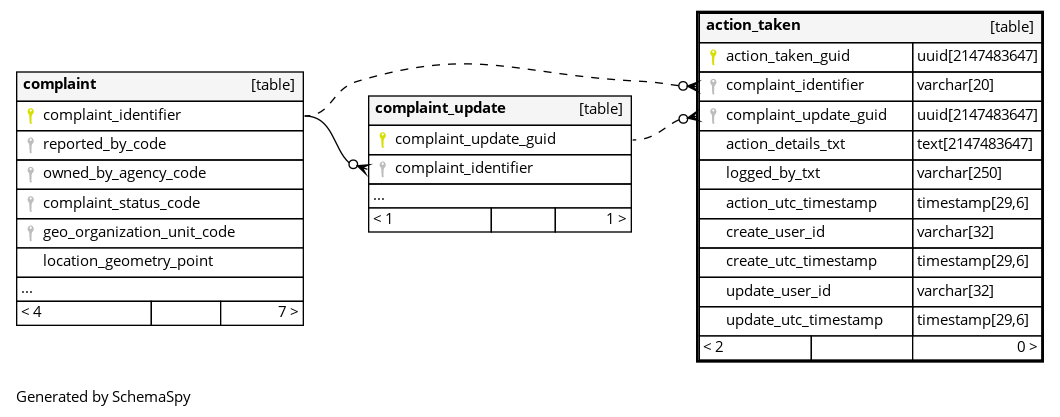 complaint [table]
complaint_identifier
reported_by_code
owned_by_agency_code
complaint_status_code
geo_organization_unit_code
location_geometry_point
...
< 4 7 >
complaint_update [table]
complaint_update_guid
complaint_identifier
...
< 1 1 >
action_taken [table]
action_taken_guid uuid[2147483647]
complaint_identifier varchar[20]
complaint_update_guid uuid[2147483647]
action_details_txt text[2147483647]
logged_by_txt varchar[250]
action_utc_timestamp timestamp[29,6]
create_user_id varchar[32]
create_utc_timestamp timestamp[29,6]
update_user_id varchar[32]
update_utc_timestamp timestamp[29,6]
< 2 0 >
Generated by SchemaSpy